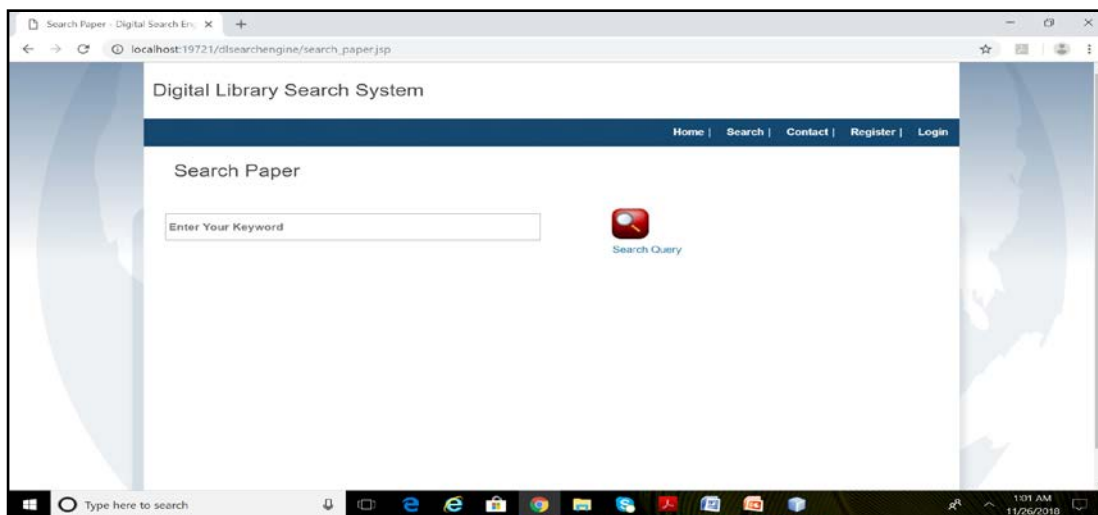 Search Paper - Digital Search Eng
localhost:19721/dlsearchengine/search_paper.jsp
Digital Library Search System
Home | Search | Contact | Register | Login
Search Paper
Enter Your Keyword
Search Query
Type here to search
1:01 AM
11/26/2018